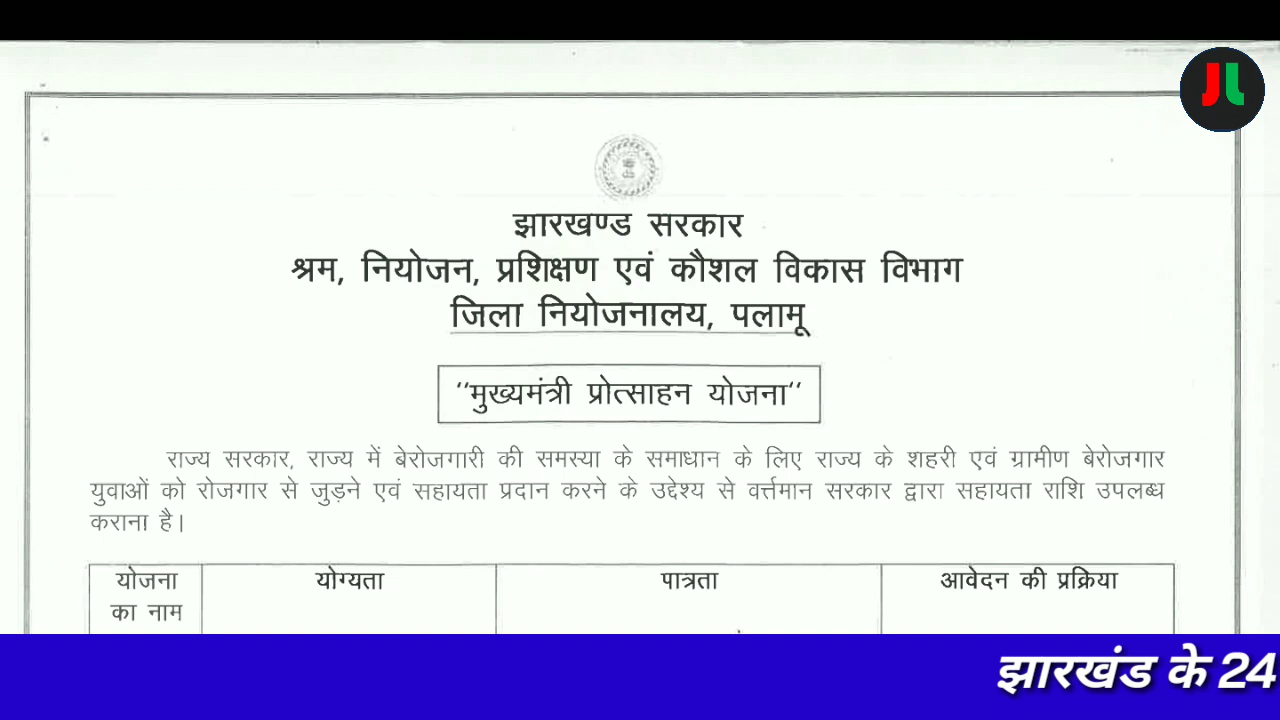 JL
झारखण्ड सरकार
श्रम, नियोजन, प्रशिक्षण एवं कौशल विकास विभाग
जिला नियोजनालय, पलामू
‘‘मुख्यमंत्री प्रोत्साहन योजना‘‘
राज्य सरकार, राज्य में बेरोजगारी की समस्या के समाधान के लिए राज्य के शहरी एवं ग्रामीण बेरोजगार
युवाओं को रोजगार से जुड़ने एवं सहायता प्रदान करने के उद्देश्य से वर्त्तमान सरकार द्वारा सहायता राशि उपलब्ध
कराना है।
योजना का नाम
योग्यता
पात्रता
आवेदन की प्रक्रिया
झारखंड के 24